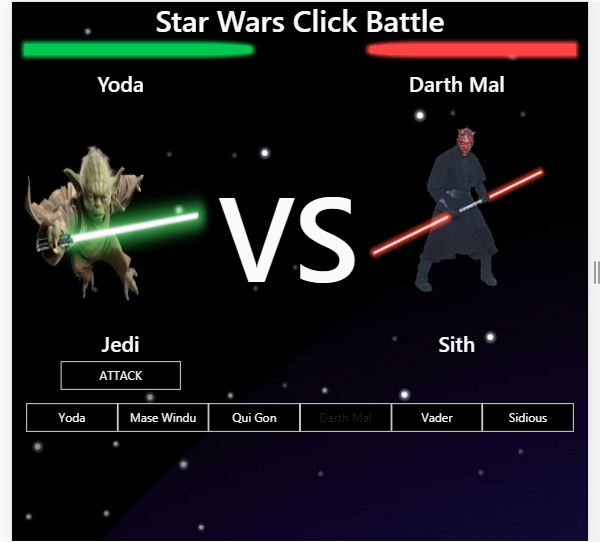 Star Wars Click Battle
Yoda
Darth Mal
VS
Jedi
Sith
ATTACK
Yoda Mase Windu Qui Gon Darth Mal Vader Sidious